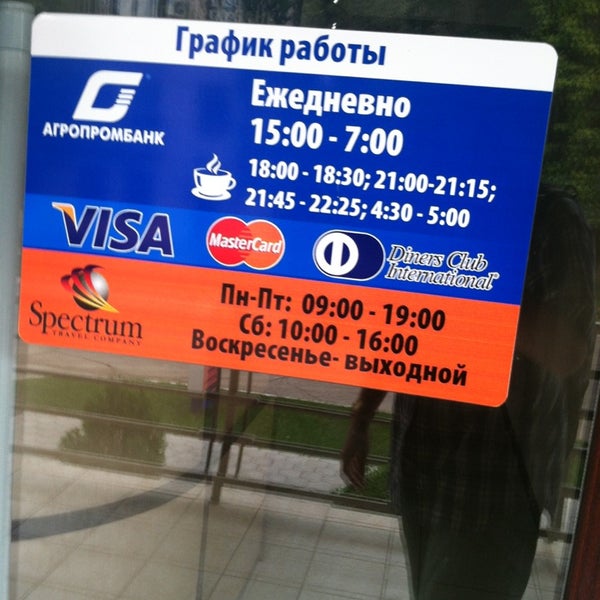 График работы
АГРОПРОМБАНК
Ежедневно
15:00 - 7:00
18:00 - 18:30; 21:00-21:15;
21:45 - 22:25; 4:30 - 5:00
VISA
MasterCard
Diners Club
International
Spectrum
TRAVEL COMPANY
Пн-Пт: 09:00 - 19:00
Сб: 10:00 - 16:00
Воскресенье- выходной